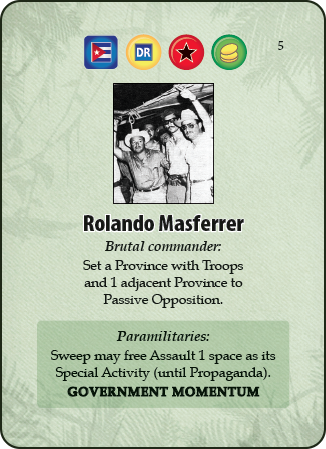 5
DR
Rolando Masferrer
Brutal commander:
Set a Province with Troops
and 1 adjacent Province to
Passive Opposition.
Paramilitaries:
Sweep may free Assault 1 space as its
Special Activity (until Propaganda).
GOVERNMENT MOMENTUM